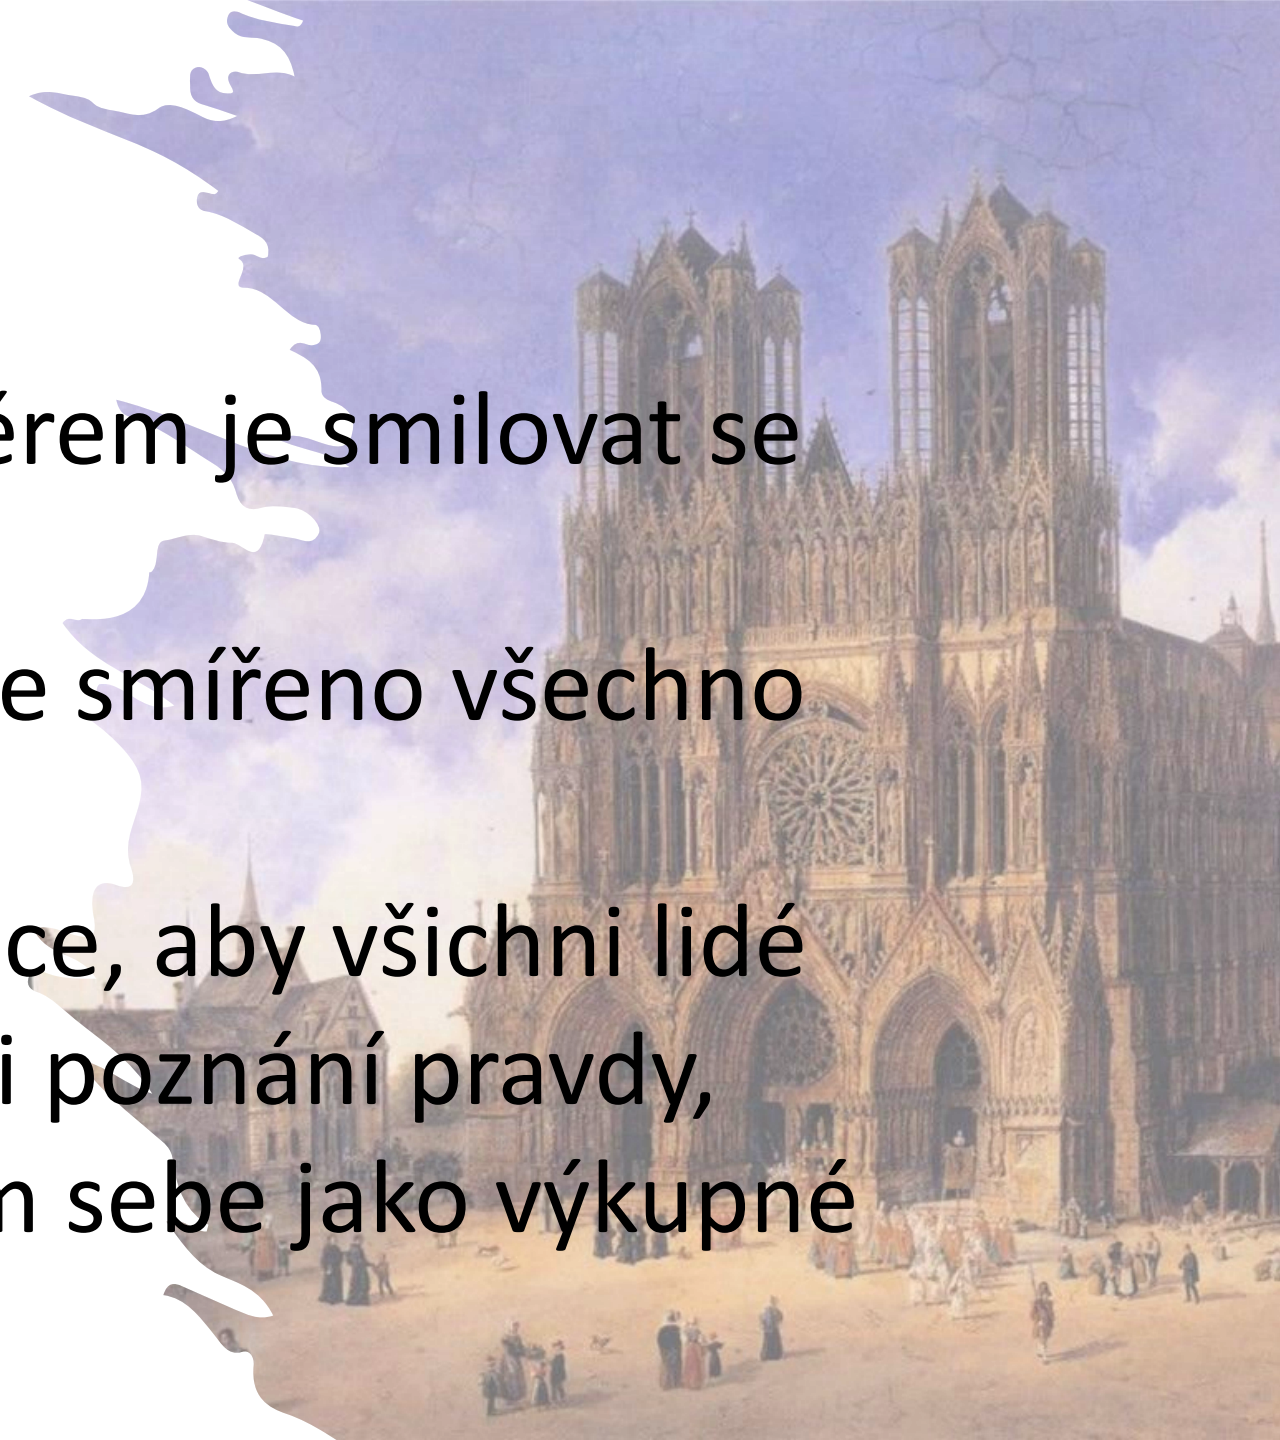 érem je smilovat se
e smířeno všechno
ce, aby všichni lidé
i poznání pravdy,
m sebe jako výkupné